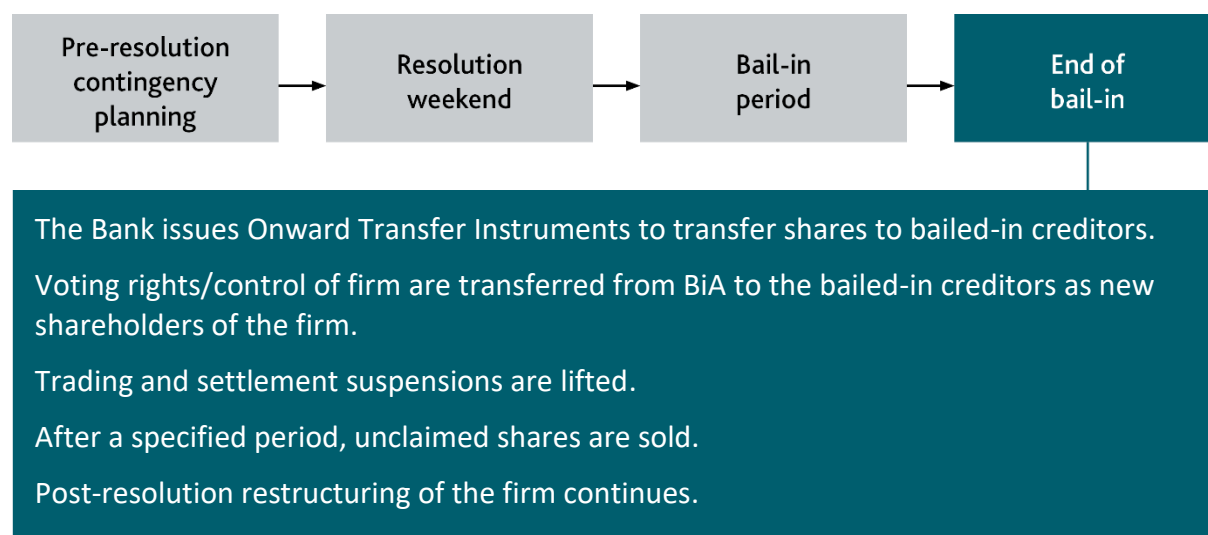 Pre-resolution
contingency
planning
Resolution
weekend
Bail-in
period
End of
bail-in
The Bank issues Onward Transfer Instruments to transfer shares to bailed-in creditors.
Voting rights/control of firm are transferred from BiA to the bailed-in creditors as new
shareholders of the firm.
Trading and settlement suspensions are lifted.
After a specified period, unclaimed shares are sold.
Post-resolution restructuring of the firm continues.